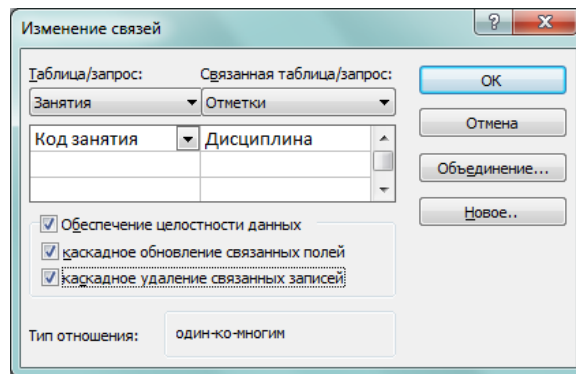 Изменение связей
Таблица/запрос: Связанная таблица/запрос:
Занятия Отметки
Код занятия Дисциплина
Обеспечение целостности данных
каскадное обновление связанных полей
каскадное удаление связанных записей
Тип отношения: один-ко-многим
ОК
Отмена
Объединение...
Новое..